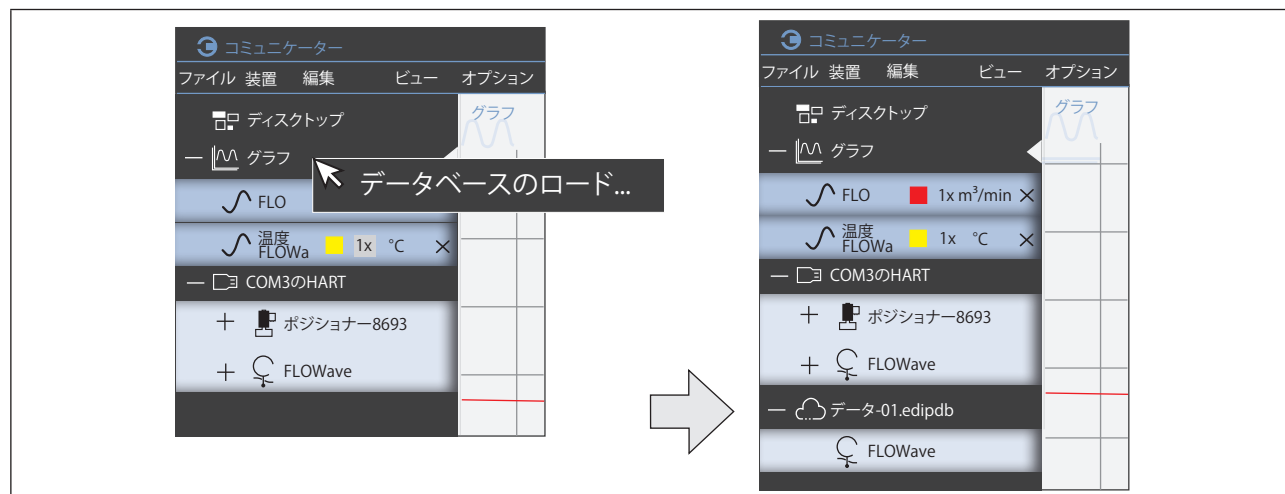 コミュニケーター
ファイル 装置 編集 ビュー オプション
ディスクトップ
グラフ
グラフ
データベースのロード...
FLO
温度
FLOWa
1x °C
COM3のHART
ポジショナー8693
FLOWave
コミュニケーター
ファイル 装置 編集 ビュー オプション
ディスクトップ
グラフ
グラフ
FLO 1x m³/min
温度
FLOWa
1x °C
COM3のHART
ポジショナー8693
FLOWave
データ-01.edipdb
FLOWave